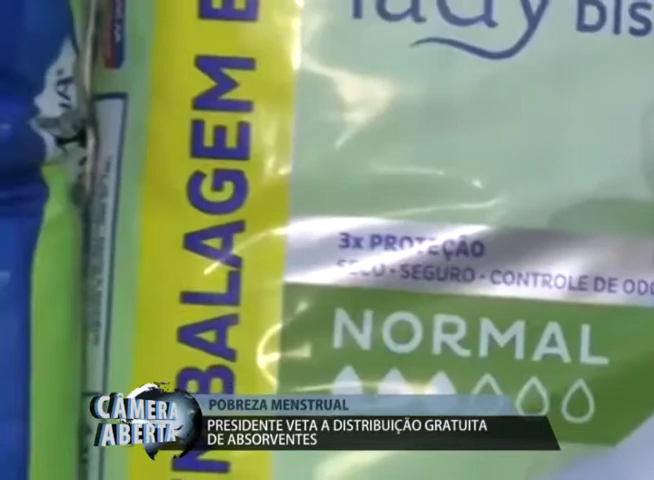 lady DIS
BALAGEM E
3x PROTEÇÃO
SECO - SEGURO - CONTROLE DE ODO
NORMAL
CÂMERA
ABERTA
POBREZA MENSTRUAL
PRESIDENTE VETA A DISTRIBUIÇÃO GRATUITA
DE ABSORVENTES